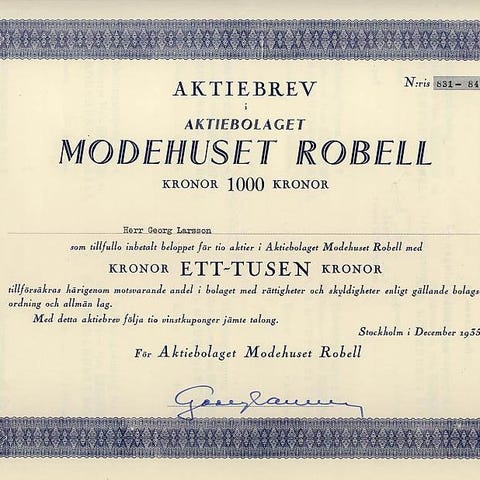 N:ris 831-84
AKTIEBREV
i
AKTIEBOLAGET
MODEHUSET ROBELL
KRONOR 1000 KRONOR
Herr Georg Larsson
som tillfullo inbetalt beloppet för tio aktier i Aktiebolaget Modehuset Robell med
KRONOR ETT-TUSEN KRONOR
tillförsäkras härigenom motsvarande andel i bolaget med rättigheter och skyldigheter enligt gällande bolags-
ordning och allmän lag.
Med detta aktiebrev följa tio vinstkuponger jämte talong.
Stockholm i December 1935
För Aktiebolaget Modehuset Robell